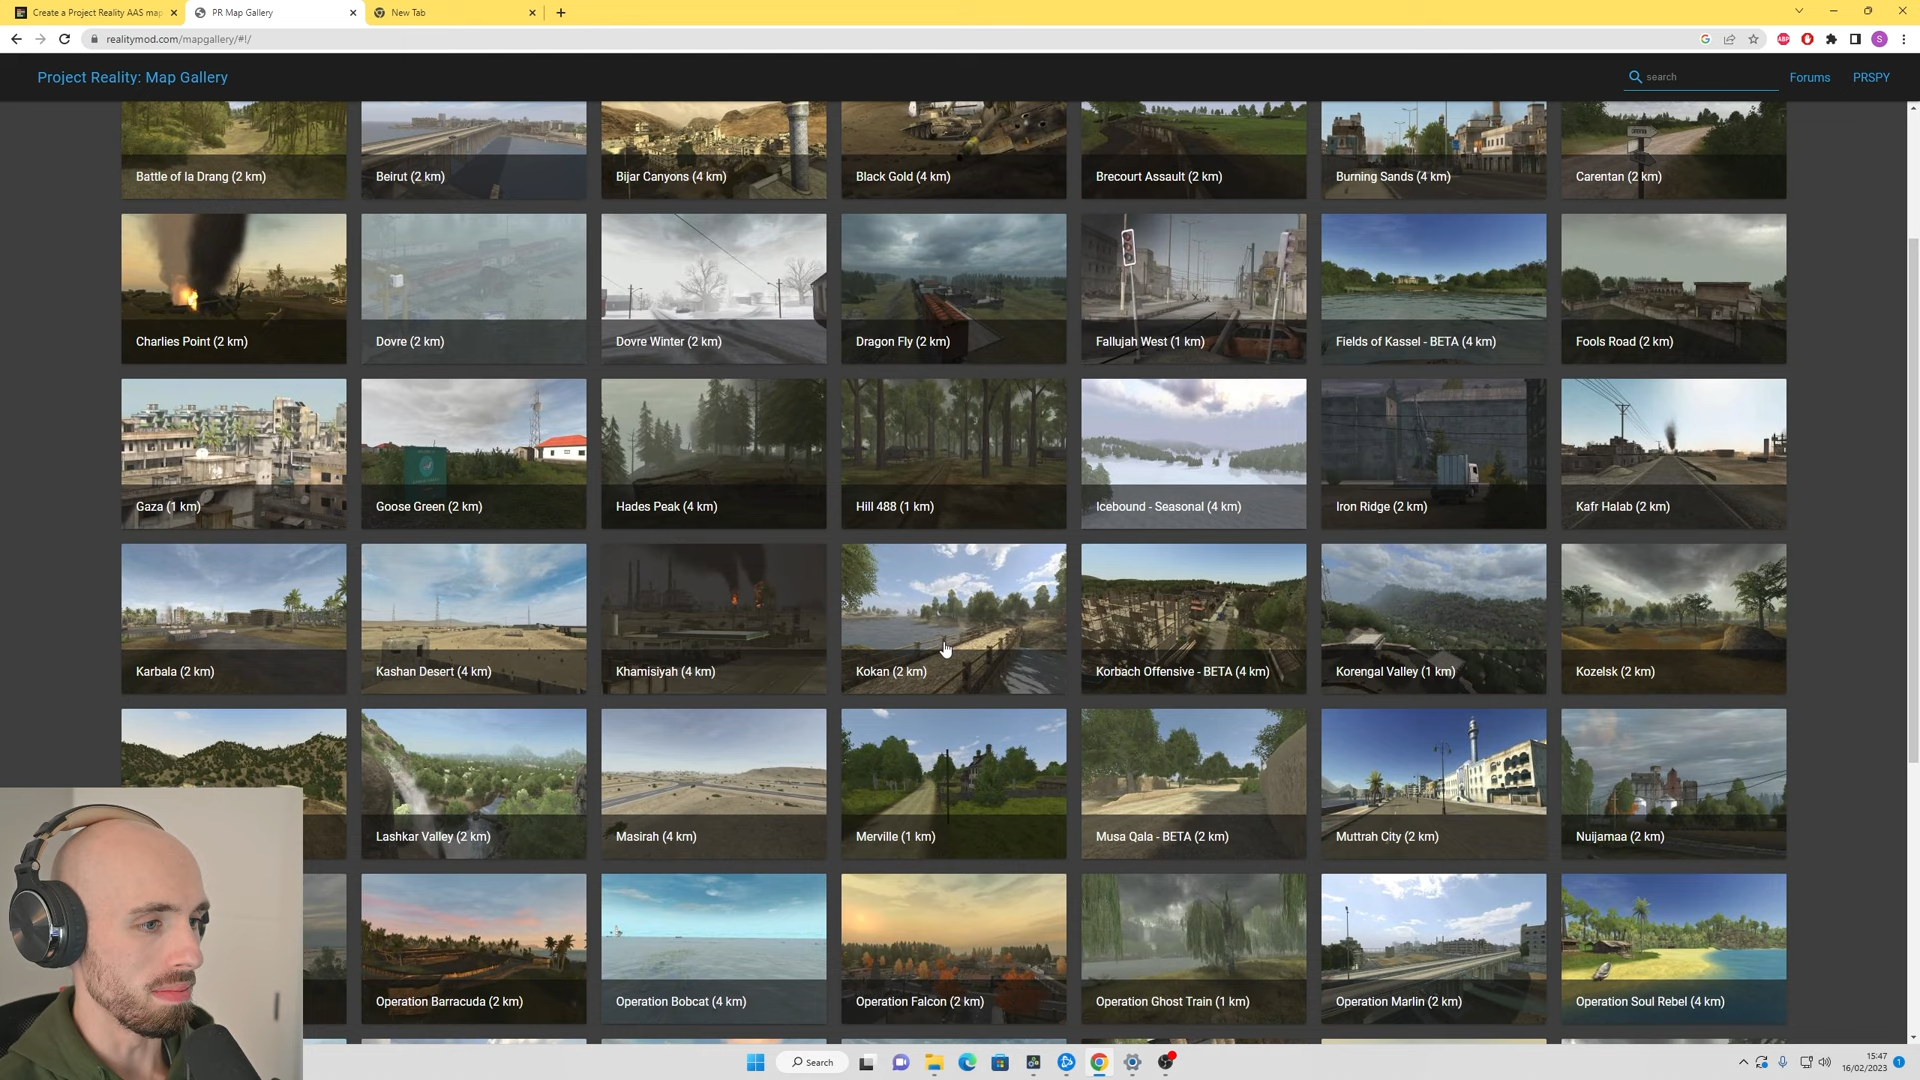 Create a Project Reality AAS map
PR Map Gallery
New Tab
realitymod.com/mapgallery/#!/
ABP
S
Project Reality: Map Gallery
search
Forums
PRSPY
Battle of Ia Drang (2 km)
Beirut (2 km)
Bijar Canyons (4 km)
Black Gold (4 km)
Brecourt Assault (2 km)
Burning Sands (4 km)
Carentan (2 km)
Charlies Point (2 km)
Dovre (2 km)
Dovre Winter (2 km)
Dragon Fly (2 km)
Fallujah West (1 km)
Fields of Kassel - BETA (4 km)
Fools Road (2 km)
Gaza (1 km)
Goose Green (2 km)
Hades Peak (4 km)
Hill 488 (1 km)
Icebound - Seasonal (4 km)
Iron Ridge (2 km)
Kafr Halab (2 km)
Karbala (2 km)
Kashan Desert (4 km)
Khamisiyah (4 km)
Kokan (2 km)
Korbach Offensive - BETA (4 km)
Korengal Valley (1 km)
Kozelsk (2 km)
Lashkar Valley (2 km)
Masirah (4 km)
Merville (1 km)
Musa Qala - BETA (2 km)
Muttrah City (2 km)
Nuijamaa (2 km)
Operation Barracuda (2 km)
Operation Bobcat (4 km)
Operation Falcon (2 km)
Operation Ghost Train (1 km)
Operation Marlin (2 km)
Operation Soul Rebel (4 km)
Search
15:47
16/02/2023
1